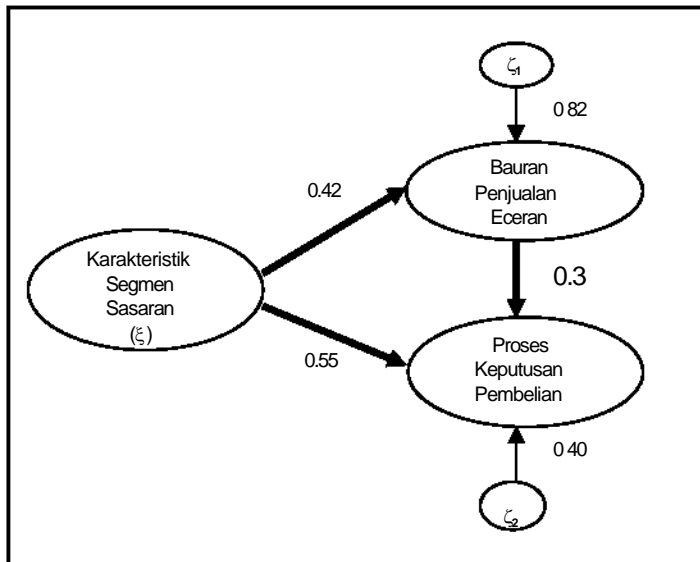 ζ1
0 82
Bauran
Penjualan
Eceran
0.42
Karakteristik
Segmen
Sasaran
(ξ)
0.3
0.55
Proses
Keputusan
Pembelian
0 40
ζ2